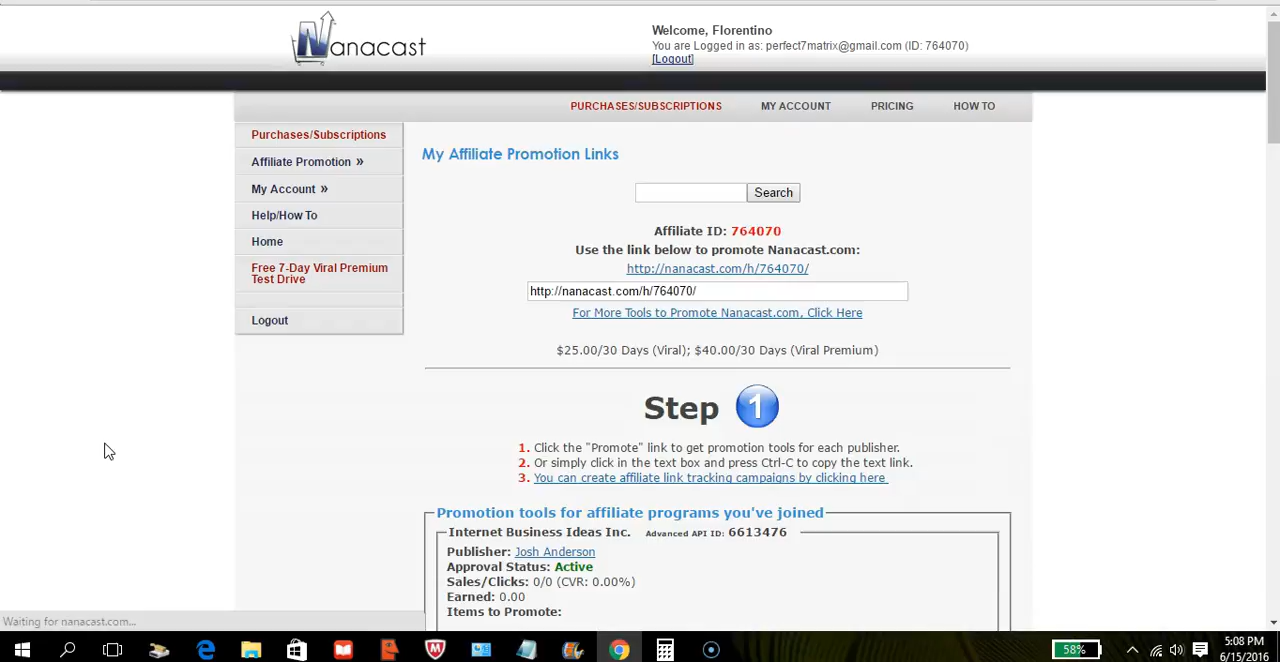 Nanacast
Welcome, Florentino
You are Logged in as: perfect7matrix@gmail.com (ID: 764070)
[Logout]
PURCHASES/SUBSCRIPTIONS MY ACCOUNT PRICING HOW TO
Purchases/Subscriptions
Affiliate Promotion »
My Account »
Help/How To
Home
Free 7-Day Viral Premium
Test Drive
Logout
My Affiliate Promotion Links
Search
Affiliate ID: 764070
Use the link below to promote Nanacast.com:
http://nanacast.com/h/764070/
http://nanacast.com/h/764070/
For More Tools to Promote Nanacast.com, Click Here
$25.00/30 Days (Viral); $40.00/30 Days (Viral Premium)
Step 1
1. Click the "Promote" link to get promotion tools for each publisher.
2. Or simply click in the text box and press Ctrl-C to copy the text link.
3. You can create affiliate link tracking campaigns by clicking here
Promotion tools for affiliate programs you've joined
Internet Business Ideas Inc. Advanced API ID: 6613476
Publisher: Josh Anderson
Approval Status: Active
Sales/Clicks: 0/0 (CVR: 0.00%)
Earned: 0.00
Items to Promote:
Waiting for nanacast.com...
58%
5:08 PM
6/15/2016